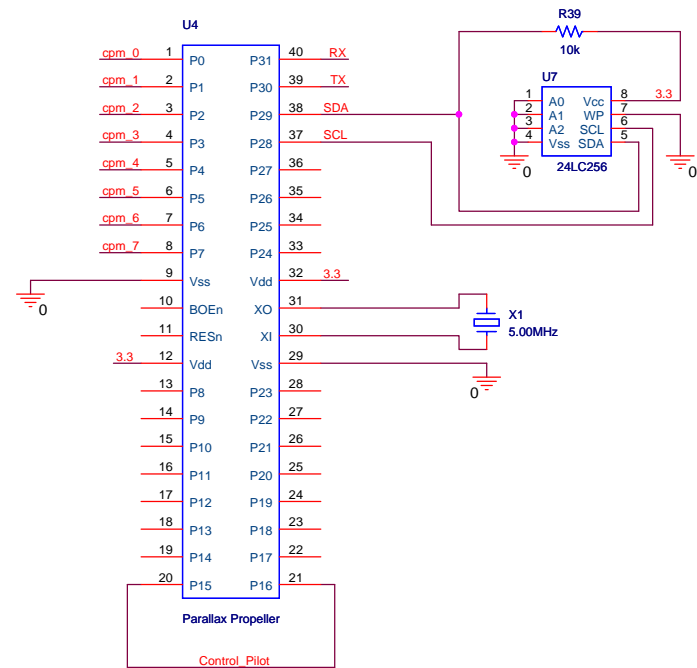 U4
cpm_0 1 P0 P31 40 RX
cpm_1 2 P1 P30 39 TX
cpm_2 3 P2 P29 38 SDA
cpm_3 4 P3 P28 37 SCL
cpm_4 5 P4 P27 36
cpm_5 6 P5 P26 35
cpm_6 7 P6 P25 34
cpm_7 8 P7 P24 33
9 Vss Vdd 32 3.3
0
10 BOEn XO 31
11 RESn XI 30
3.3 12 Vdd Vss 29
13 P8 P23 28
14 P9 P22 27
15 P10 P21 26
16 P11 P20 25
17 P12 P19 24
18 P13 P18 23
19 P14 P17 22
20 P15 P16 21
Parallax Propeller
Control_Pilot
R39
10k
U7
1 A0 Vcc 8 3.3
2 A1 WP 7
3 A2 SCL 6
4 Vss SDA 5
24LC256
0
0
X1
5.00MHz
0